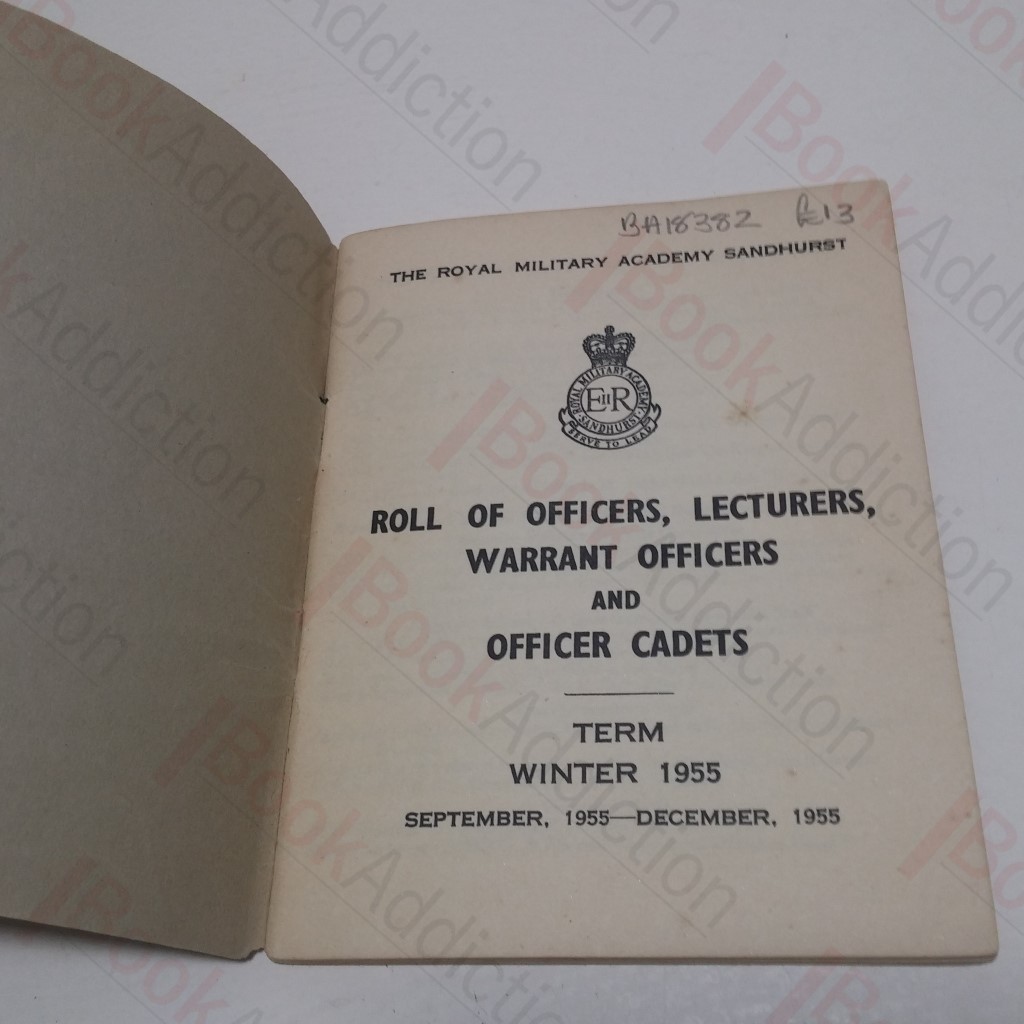 BA18382 £13
THE ROYAL MILITARY ACADEMY SANDHURST
ROYAL MILITARY ACADEMY
EIIR
SANDHURST
SERVE TO LEAD
ROLL OF OFFICERS, LECTURERS,
WARRANT OFFICERS
AND
OFFICER CADETS
TERM
WINTER 1955
SEPTEMBER, 1955—DECEMBER, 1955
BookAddiction